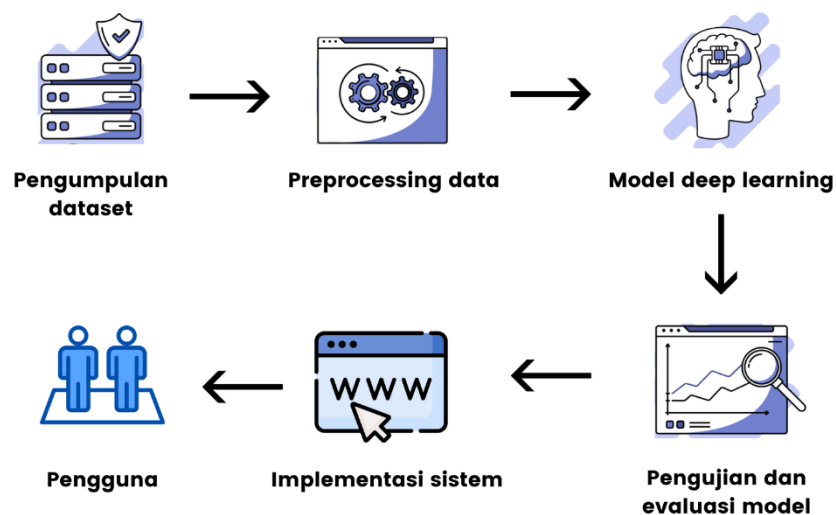 Pengumpulan
dataset
Preprocessing data
Model deep learning
WWW
Pengguna
Implementasi sistem
Pengujian dan
evaluasi model